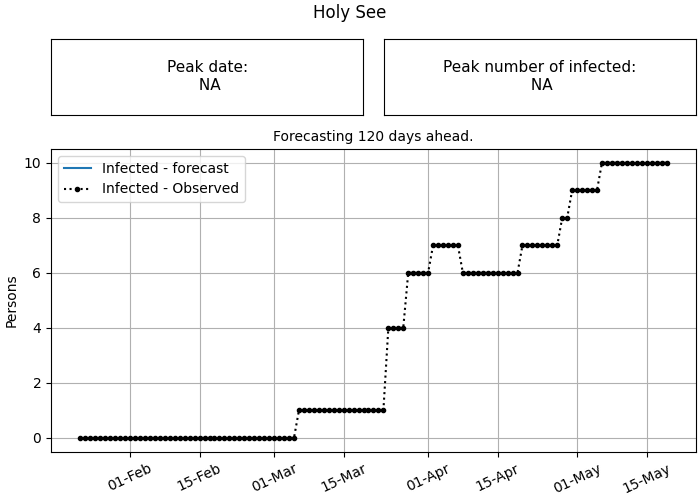 Holy See
Peak date:
NA
Peak number of infected:
NA
Forecasting 120 days ahead.
Infected - forecast
Infected - Observed
Persons
10
8
6
4
2
0
01-Feb
15-Feb
01-Mar
15-Mar
01-Apr
15-Apr
01-May
15-May